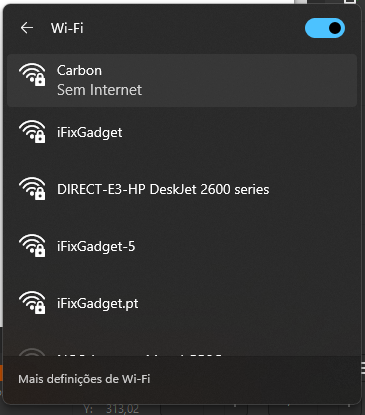 Wi-Fi
Carbon
Sem Internet
iFixGadget
DIRECT-E3-HP DeskJet 2600 series
iFixGadget-5
iFixGadget.pt
Mais definições de Wi-Fi
Y: 313,02